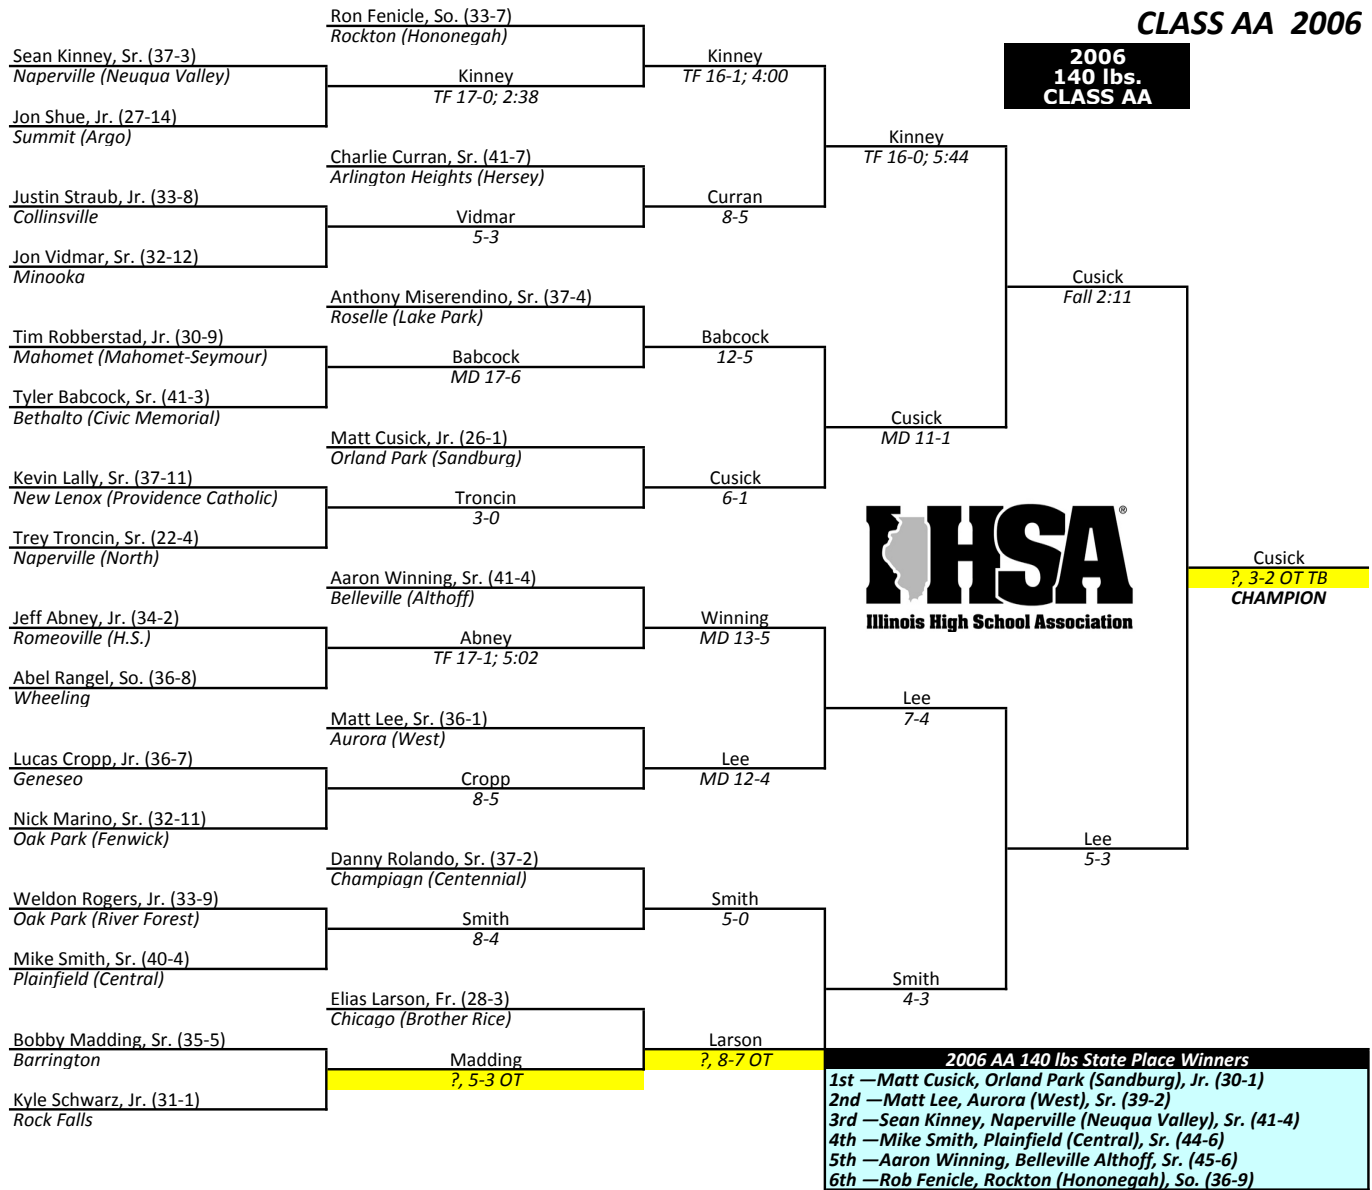 CLASS AA 2006
2006
140 lbs.
CLASS AA
Sean Kinney, Sr. (37-3)
Naperville (Neuqua Valley)
Jon Shue, Jr. (27-14)
Summit (Argo)
Justin Straub, Jr. (33-8)
Collinsville
Jon Vidmar, Sr. (32-12)
Minooka
Tim Robberstad, Jr. (30-9)
Mahomet (Mahomet-Seymour)
Tyler Babcock, Sr. (41-3)
Bethalto (Civic Memorial)
Kevin Lally, Sr. (37-11)
New Lenox (Providence Catholic)
Trey Troncin, Sr. (22-4)
Naperville (North)
Jeff Abney, Jr. (34-2)
Romeoville (H.S.)
Abel Rangel, So. (36-8)
Wheeling
Lucas Cropp, Jr. (36-7)
Geneseo
Nick Marino, Sr. (32-11)
Oak Park (Fenwick)
Weldon Rogers, Jr. (33-9)
Oak Park (River Forest)
Mike Smith, Sr. (40-4)
Plainfield (Central)
Bobby Madding, Sr. (35-5)
Barrington
Kyle Schwarz, Jr. (31-1)
Rock Falls
Ron Fenicle, So. (33-7)
Rockton (Hononegah)
Kinney
TF 17-0; 2:38
Charlie Curran, Sr. (41-7)
Arlington Heights (Hersey)
Vidmar
5-3
Anthony Miserendino, Sr. (37-4)
Roselle (Lake Park)
Babcock
MD 17-6
Matt Cusick, Jr. (26-1)
Orland Park (Sandburg)
Troncin
3-0
Aaron Winning, Sr. (41-4)
Belleville (Althoff)
Abney
TF 17-1; 5:02
Matt Lee, Sr. (36-1)
Aurora (West)
Cropp
8-5
Danny Rolando, Sr. (37-2)
Champiagn (Centennial)
Smith
8-4
Elias Larson, Fr. (28-3)
Chicago (Brother Rice)
Madding
?, 5-3 OT
Kinney
TF 16-1; 4:00
Curran
8-5
Babcock
12-5
Cusick
6-1
Winning
MD 13-5
Lee
MD 12-4
Smith
5-0
Larson
?, 8-7 OT
Kinney
TF 16-0; 5:44
Cusick
MD 11-1
Lee
7-4
Smith
4-3
Cusick
Fall 2:11
Lee
5-3
IHSA®
Illinois High School Association
Cusick
?, 3-2 OT TB
CHAMPION
2006 AA 140 lbs State Place Winners
1st —Matt Cusick, Orland Park (Sandburg), Jr. (30-1)
2nd —Matt Lee, Aurora (West), Sr. (39-2)
3rd —Sean Kinney, Naperville (Neuqua Valley), Sr. (41-4)
4th —Mike Smith, Plainfield (Central), Sr. (44-6)
5th —Aaron Winning, Belleville Althoff, Sr. (45-6)
6th —Rob Fenicle, Rockton (Hononegah), So. (36-9)